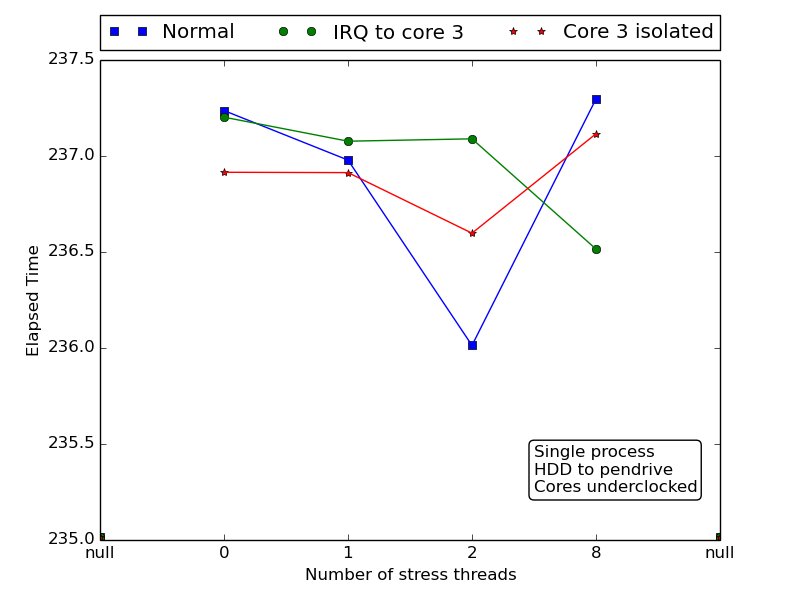 Normal IRQ to core 3 Core 3 isolated
237.5
237.0
236.5
236.0
235.5
235.0
Elapsed Time
Single process
HDD to pendrive
Cores underclocked
null 0 1 2 8 null
Number of stress threads